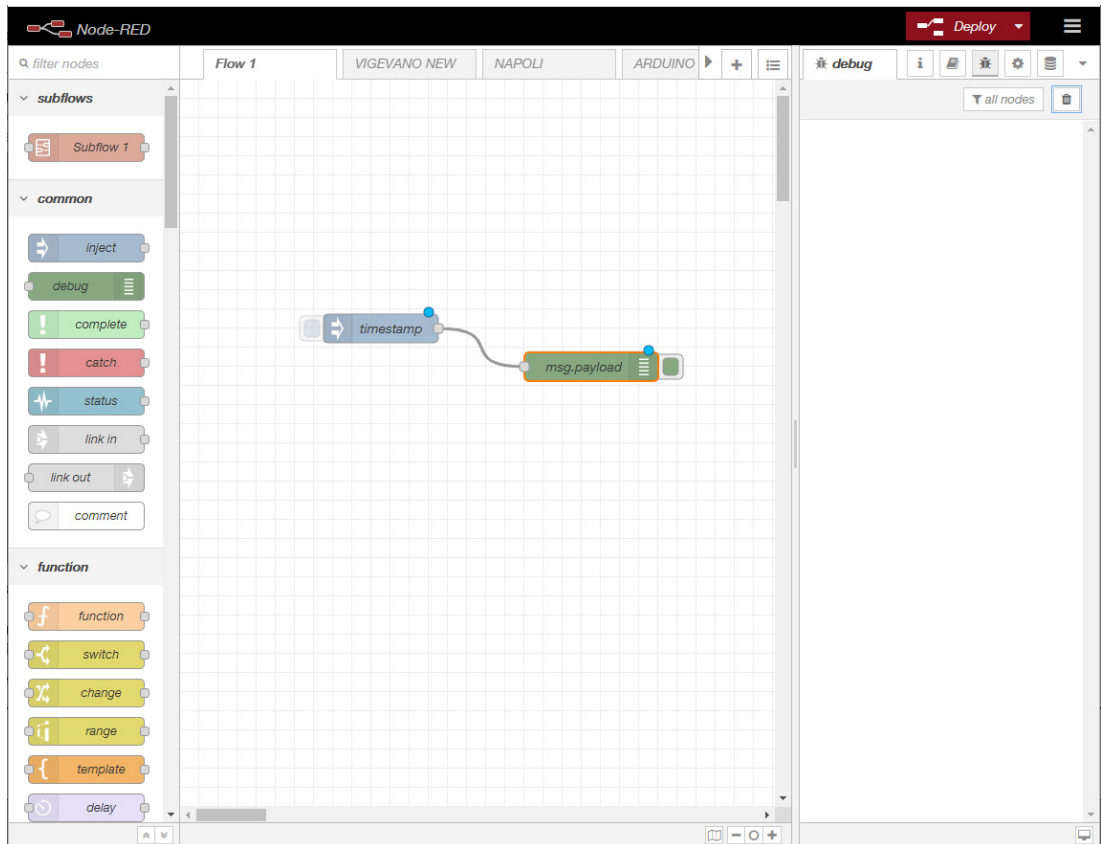 Node-RED
Deploy
filter nodes
Flow 1
VIGEVANO NEW
NAPOLI
ARDUINO
debug
i
subflows
all nodes
Subflow 1
common
inject
debug
complete
catch
status
link in
link out
comment
timestamp
msg.payload
function
function
switch
change
range
template
delay